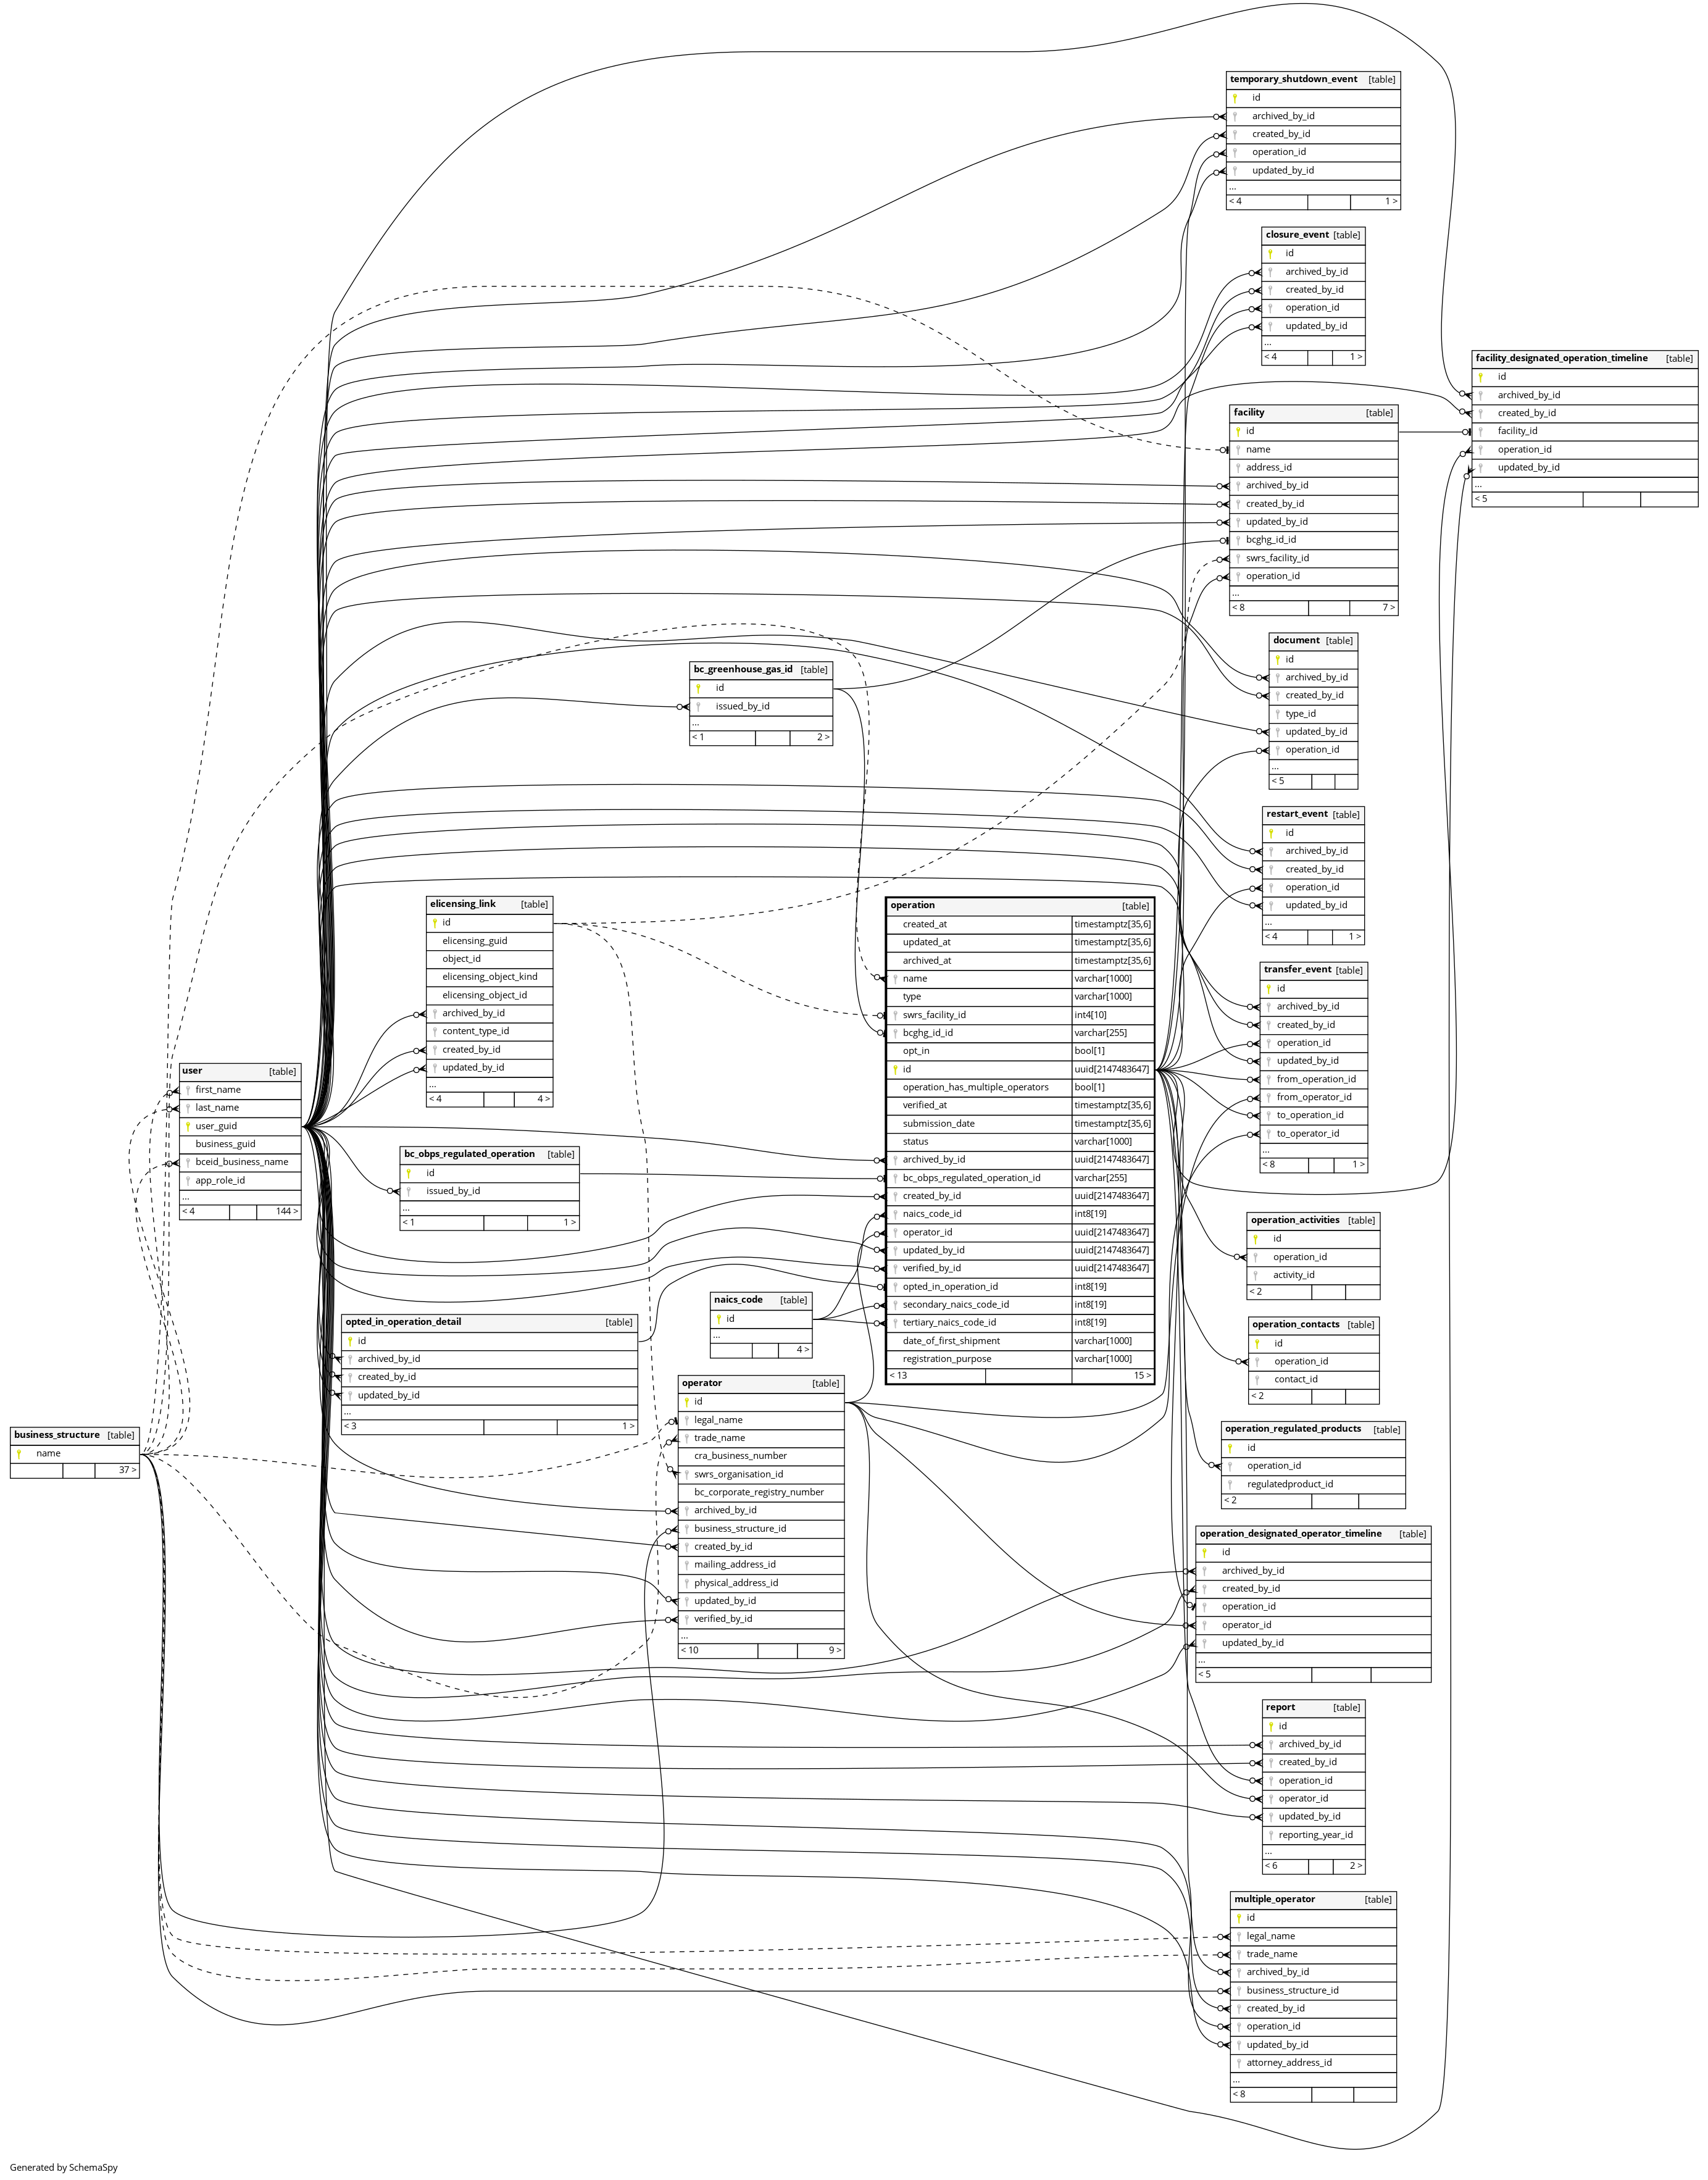 temporary_shutdown_event [table]
id
archived_by_id
created_by_id
operation_id
updated_by_id
...
< 4 1 >
closure_event [table]
id
archived_by_id
created_by_id
operation_id
updated_by_id
...
< 4 1 >
facility_designated_operation_timeline [table]
id
archived_by_id
created_by_id
facility_id
operation_id
updated_by_id
...
< 5
facility [table]
id
name
address_id
archived_by_id
created_by_id
updated_by_id
bcghg_id_id
swrs_facility_id
operation_id
...
< 8 7 >
document [table]
id
archived_by_id
created_by_id
type_id
updated_by_id
operation_id
...
< 5
bc_greenhouse_gas_id [table]
id
issued_by_id
...
< 1 2 >
restart_event [table]
id
archived_by_id
created_by_id
operation_id
updated_by_id
...
< 4 1 >
elicensing_link [table]
id
elicensing_guid
object_id
elicensing_object_kind
elicensing_object_id
archived_by_id
content_type_id
created_by_id
updated_by_id
...
< 4 4 >
operation [table]
created_at timestamptz[35,6]
updated_at timestamptz[35,6]
archived_at timestamptz[35,6]
name varchar[1000]
type varchar[1000]
swrs_facility_id int4[10]
bcghg_id_id varchar[255]
opt_in bool[1]
id uuid[2147483647]
operation_has_multiple_operators bool[1]
verified_at timestamptz[35,6]
submission_date timestamptz[35,6]
status varchar[1000]
archived_by_id uuid[2147483647]
bc_obps_regulated_operation_id varchar[255]
created_by_id uuid[2147483647]
naics_code_id int8[19]
operator_id uuid[2147483647]
updated_by_id uuid[2147483647]
verified_by_id uuid[2147483647]
opted_in_operation_id int8[19]
secondary_naics_code_id int8[19]
tertiary_naics_code_id int8[19]
date_of_first_shipment varchar[1000]
registration_purpose varchar[1000]
< 13 15 >
transfer_event [table]
id
archived_by_id
created_by_id
operation_id
updated_by_id
from_operation_id
from_operator_id
to_operation_id
to_operator_id
...
< 8 1 >
user [table]
first_name
last_name
user_guid
business_guid
bceid_business_name
app_role_id
...
< 4 144 >
bc_obps_regulated_operation [table]
id
issued_by_id
...
< 1 1 >
operation_activities [table]
id
operation_id
activity_id
< 2
naics_code [table]
id
...
4 >
opted_in_operation_detail [table]
id
archived_by_id
created_by_id
updated_by_id
...
< 3 1 >
operation_contacts [table]
id
operation_id
contact_id
< 2
operator [table]
id
legal_name
trade_name
cra_business_number
swrs_organisation_id
bc_corporate_registry_number
archived_by_id
business_structure_id
created_by_id
mailing_address_id
physical_address_id
updated_by_id
verified_by_id
...
< 10 9 >
business_structure [table]
name
37 >
operation_regulated_products [table]
id
operation_id
regulatedproduct_id
< 2
operation_designated_operator_timeline [table]
id
archived_by_id
created_by_id
operation_id
operator_id
updated_by_id
...
< 5
report [table]
id
archived_by_id
created_by_id
operation_id
operator_id
updated_by_id
reporting_year_id
...
< 6 2 >
multiple_operator [table]
id
legal_name
trade_name
archived_by_id
business_structure_id
created_by_id
operation_id
updated_by_id
attorney_address_id
...
< 8
Generated by SchemaSpy